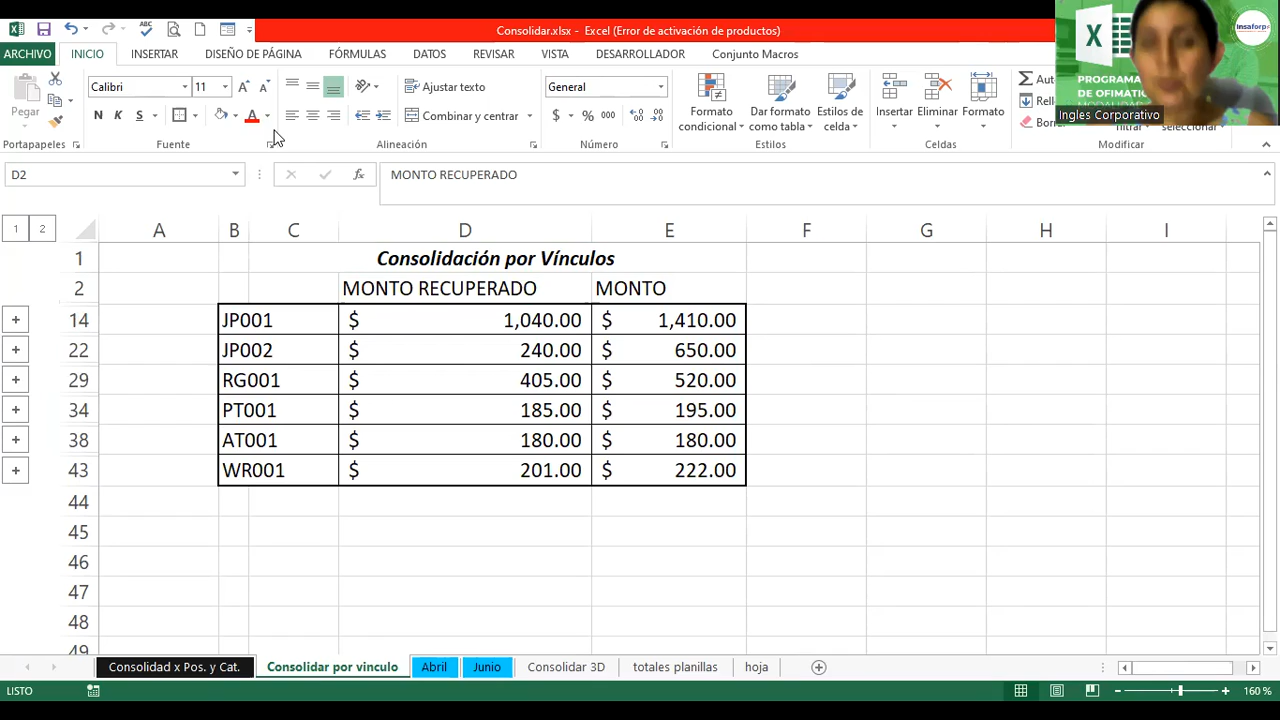 Consolidar.xlsx - Excel (Error de activación de productos)
ARCHIVO INICIO INSERTAR DISEÑO DE PÁGINA FÓRMULAS DATOS REVISAR VISTA DESARROLLADOR Conjunto Macros
PROGRAMA
DE OFIMATIC
MODALIDAD
insaforp
Ingles Corporativo
Pegar
Calibri 11
N K S
Ajustar texto
Combinar y centrar
General
$ % 000
Formato condicional
Dar formato como tabla
Estilos de celda
Insertar
Eliminar
Formato
Portapapeles Fuente Alineación Número Estilos Celdas Modificar
D2
MONTO RECUPERADO
1 2
A B C D E F G H I
1 Consolidación por Vínculos
2 MONTO RECUPERADO MONTO
14 JP001 $ 1,040.00 $ 1,410.00
22 JP002 $ 240.00 $ 650.00
29 RG001 $ 405.00 $ 520.00
34 PT001 $ 185.00 $ 195.00
38 AT001 $ 180.00 $ 180.00
43 WR001 $ 201.00 $ 222.00
44
45
46
47
48
49
Consolidad x Pos. y Cat. Consolidar por vinculo Abril Junio Consolidar 3D totales planillas hoja
LISTO 160 %